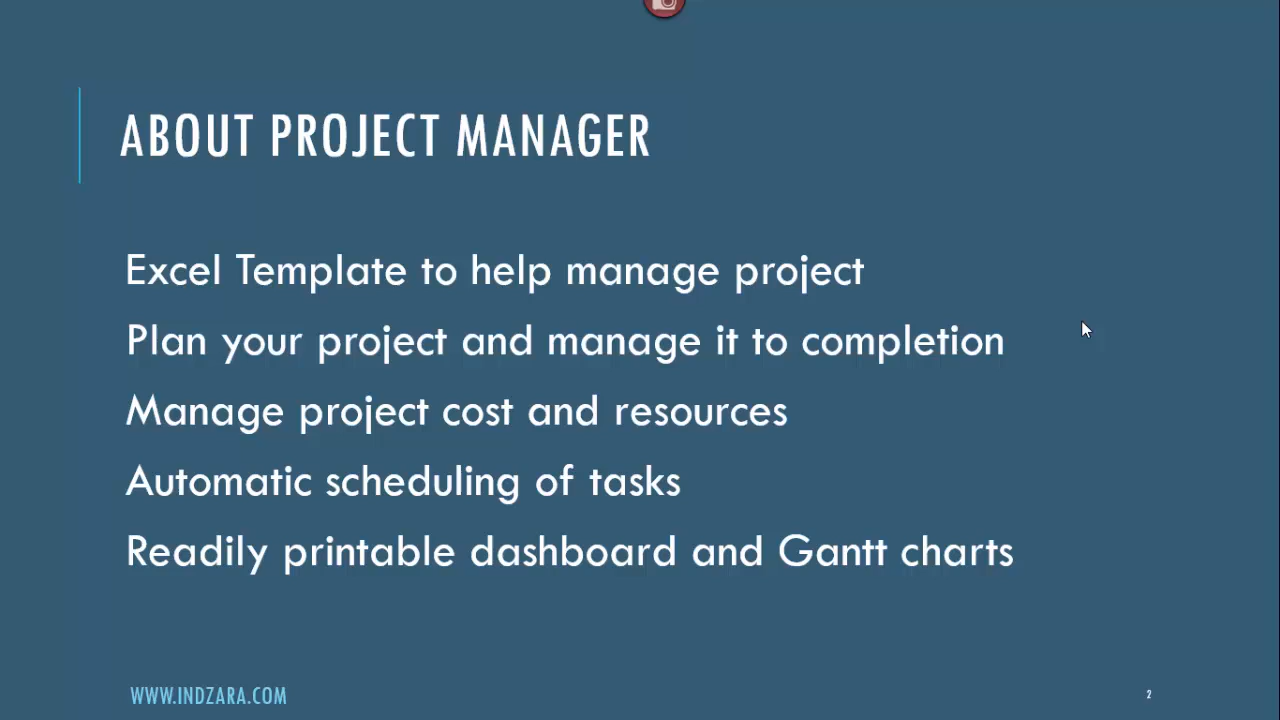 ABOUT PROJECT MANAGER
Excel Template to help manage project
Plan your project and manage it to completion
Manage project cost and resources
Automatic scheduling of tasks
Readily printable dashboard and Gantt charts
WWW.INDZARA.COM
2